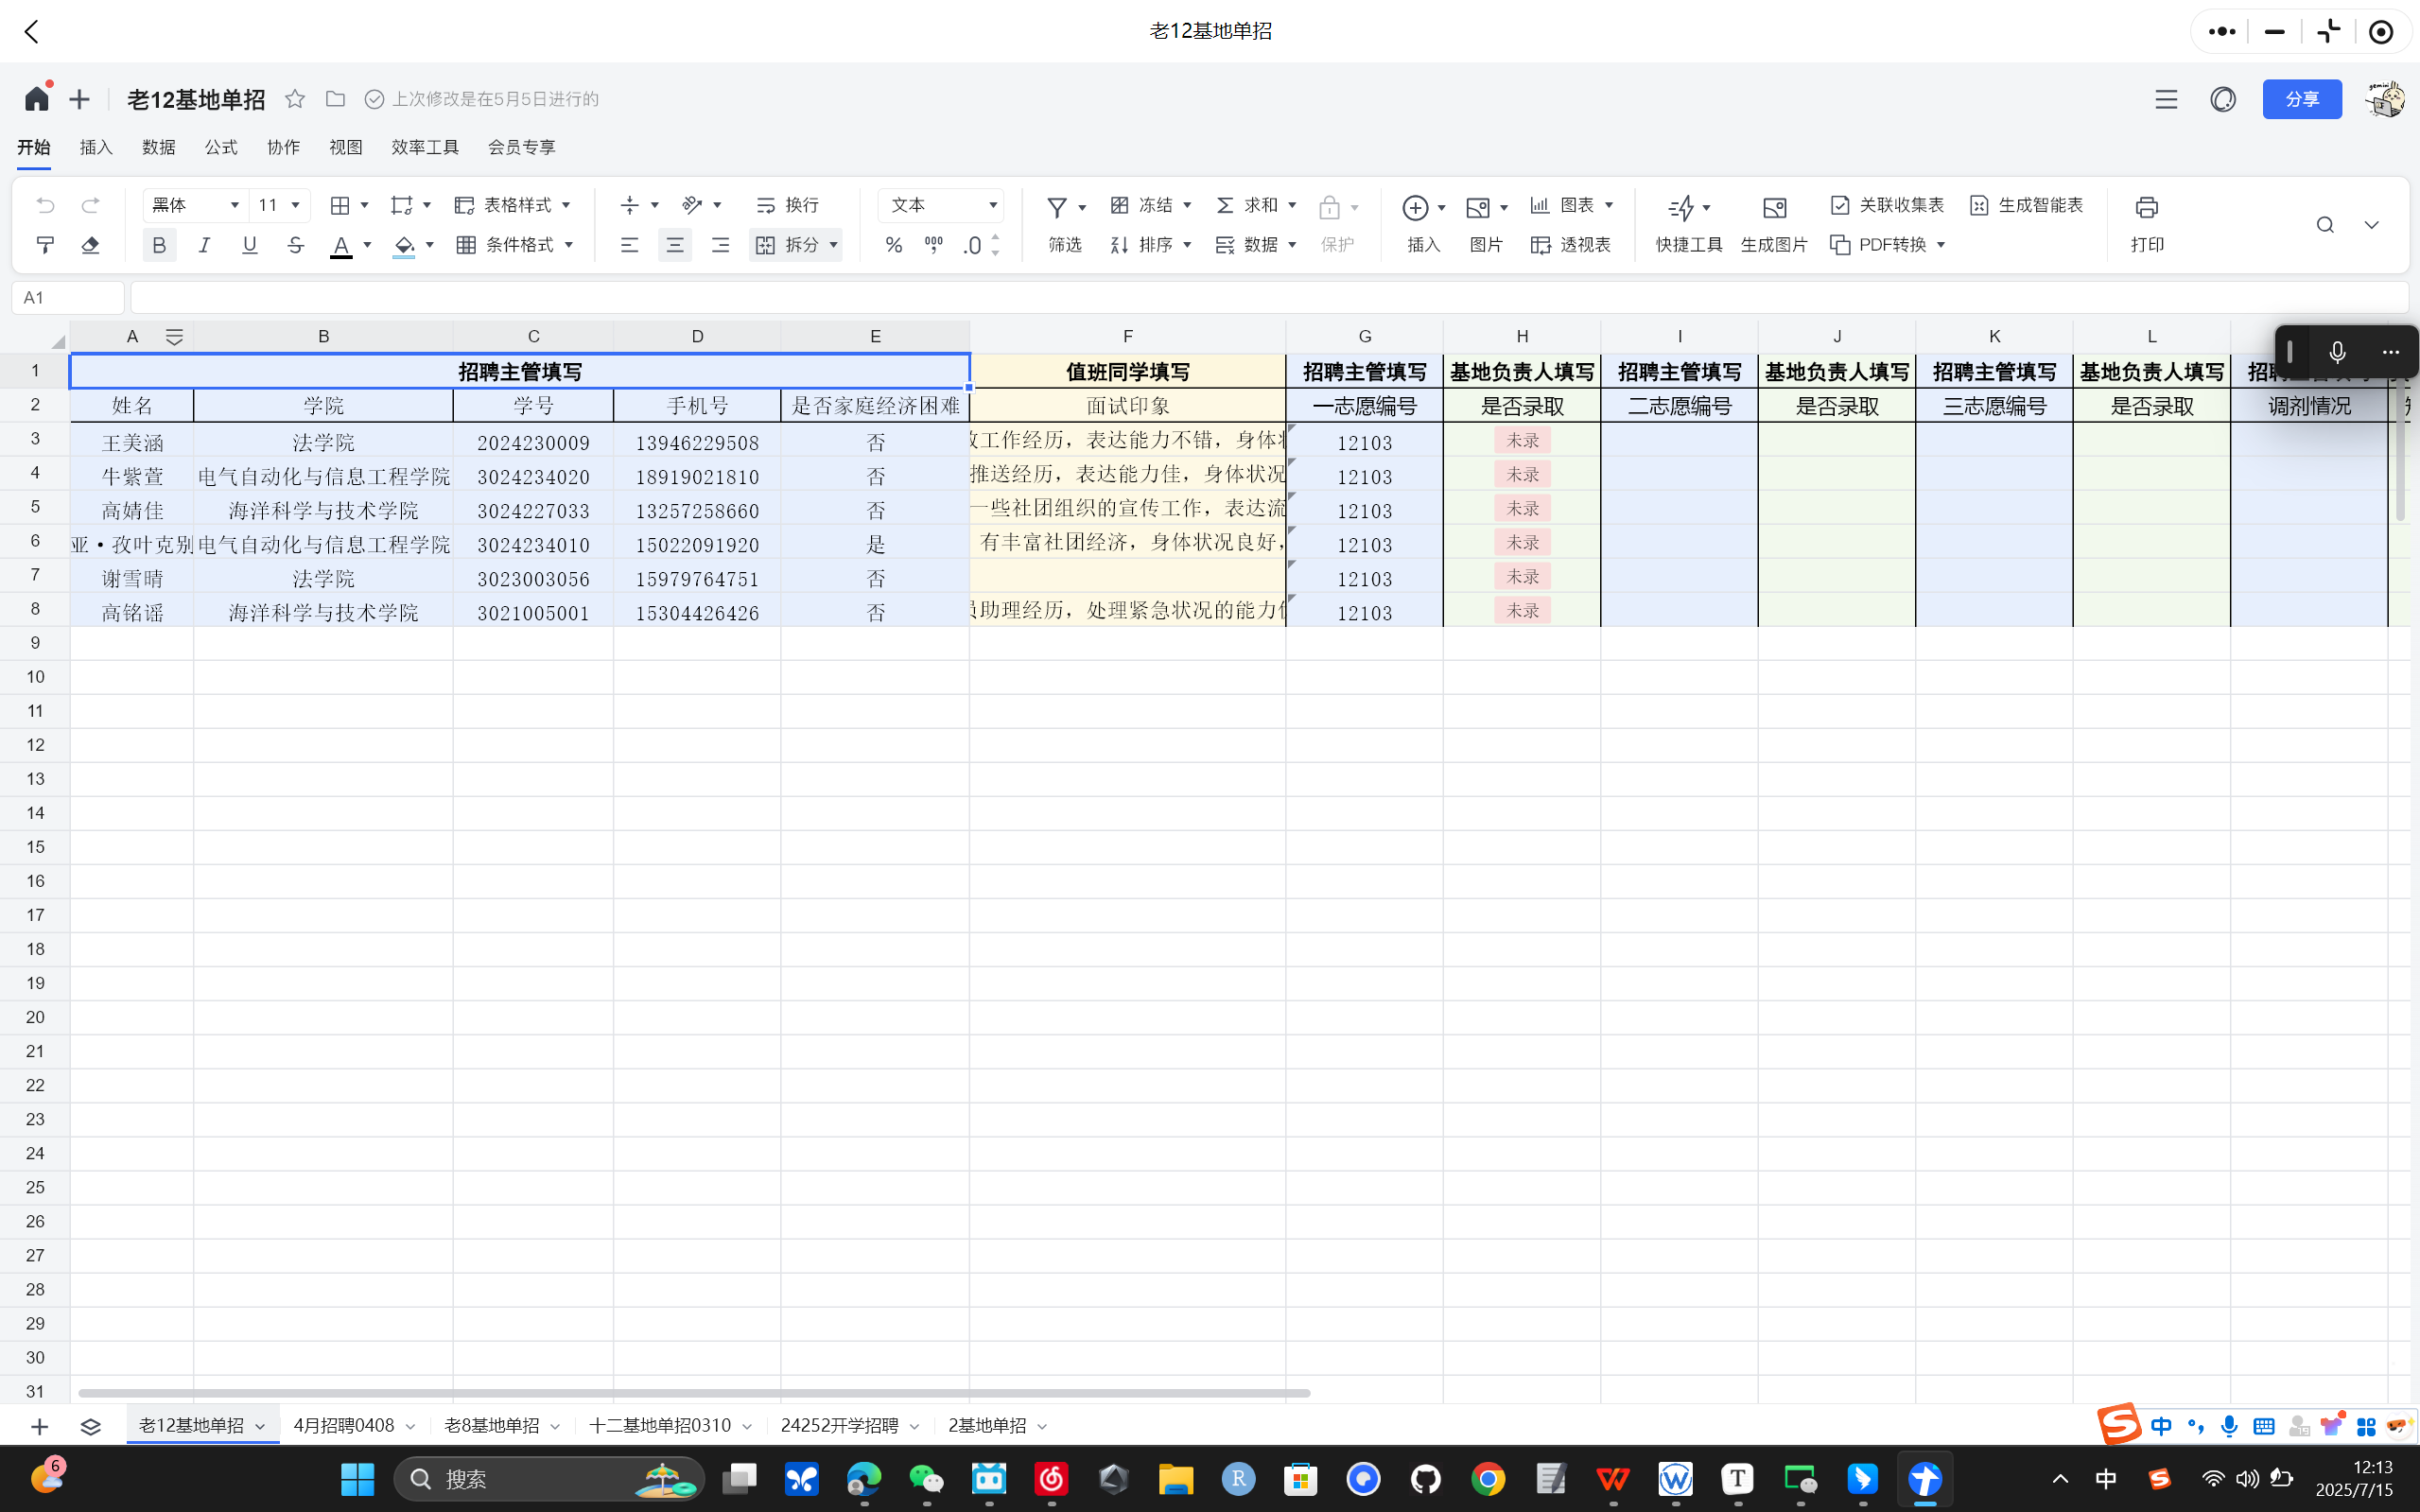 老12基地单招
老12基地单招 上次修改是在5月5日进行的 分享
开始 插入 数据 公式 协作 视图 效率工具 会员专享
黑体 11 表格样式 换行 文本 冻结 求和 图表 关联收集表 生成智能表
B I U S A 条件格式 拆分 % 000 .0 筛选 排序 数据 保护 插入 图片 透视表 快捷工具 生成图片 PDF转换 打印
A1
A B C D E F G H I J K L
1 招聘主管填写 值班同学填写 招聘主管填写 基地负责人填写 招聘主管填写 基地负责人填写 招聘主管填写 基地负责人填写
2 姓名 学院 学号 手机号 是否家庭经济困难 面试印象 一志愿编号 是否录取 二志愿编号 是否录取 三志愿编号 是否录取 调剂情况
3 王美涵 法学院 2024230009 13946229508 否 工作经历，表达能力不错，身体 12103 未录
4 牛紫萱 电气自动化与信息工程学院 3024234020 18919021810 否 推送经历，表达能力佳，身体状况 12103 未录
5 高婧佳 海洋科学与技术学院 3024227033 13257258660 否 一些社团组织的宣传工作，表达流 12103 未录
6 亚·孜叶克别 电气自动化与信息工程学院 3024234010 15022091920 是 有丰富社团经济，身体状况良好， 12103 未录
7 谢雪晴 法学院 3023003056 15979764751 否 12103 未录
8 高铭谣 海洋科学与技术学院 3021005001 15304426426 否 助理经历，处理紧急状况的能力 12103 未录
9
10
11
12
13
14
15
16
17
18
19
20
21
22
23
24
25
26
27
28
29
30
31
老12基地单招 4月招聘0408 老8基地单招 十二基地单招0310 24252开学招聘 2基地单招 中
6 搜索 中 12:13
2025/7/15